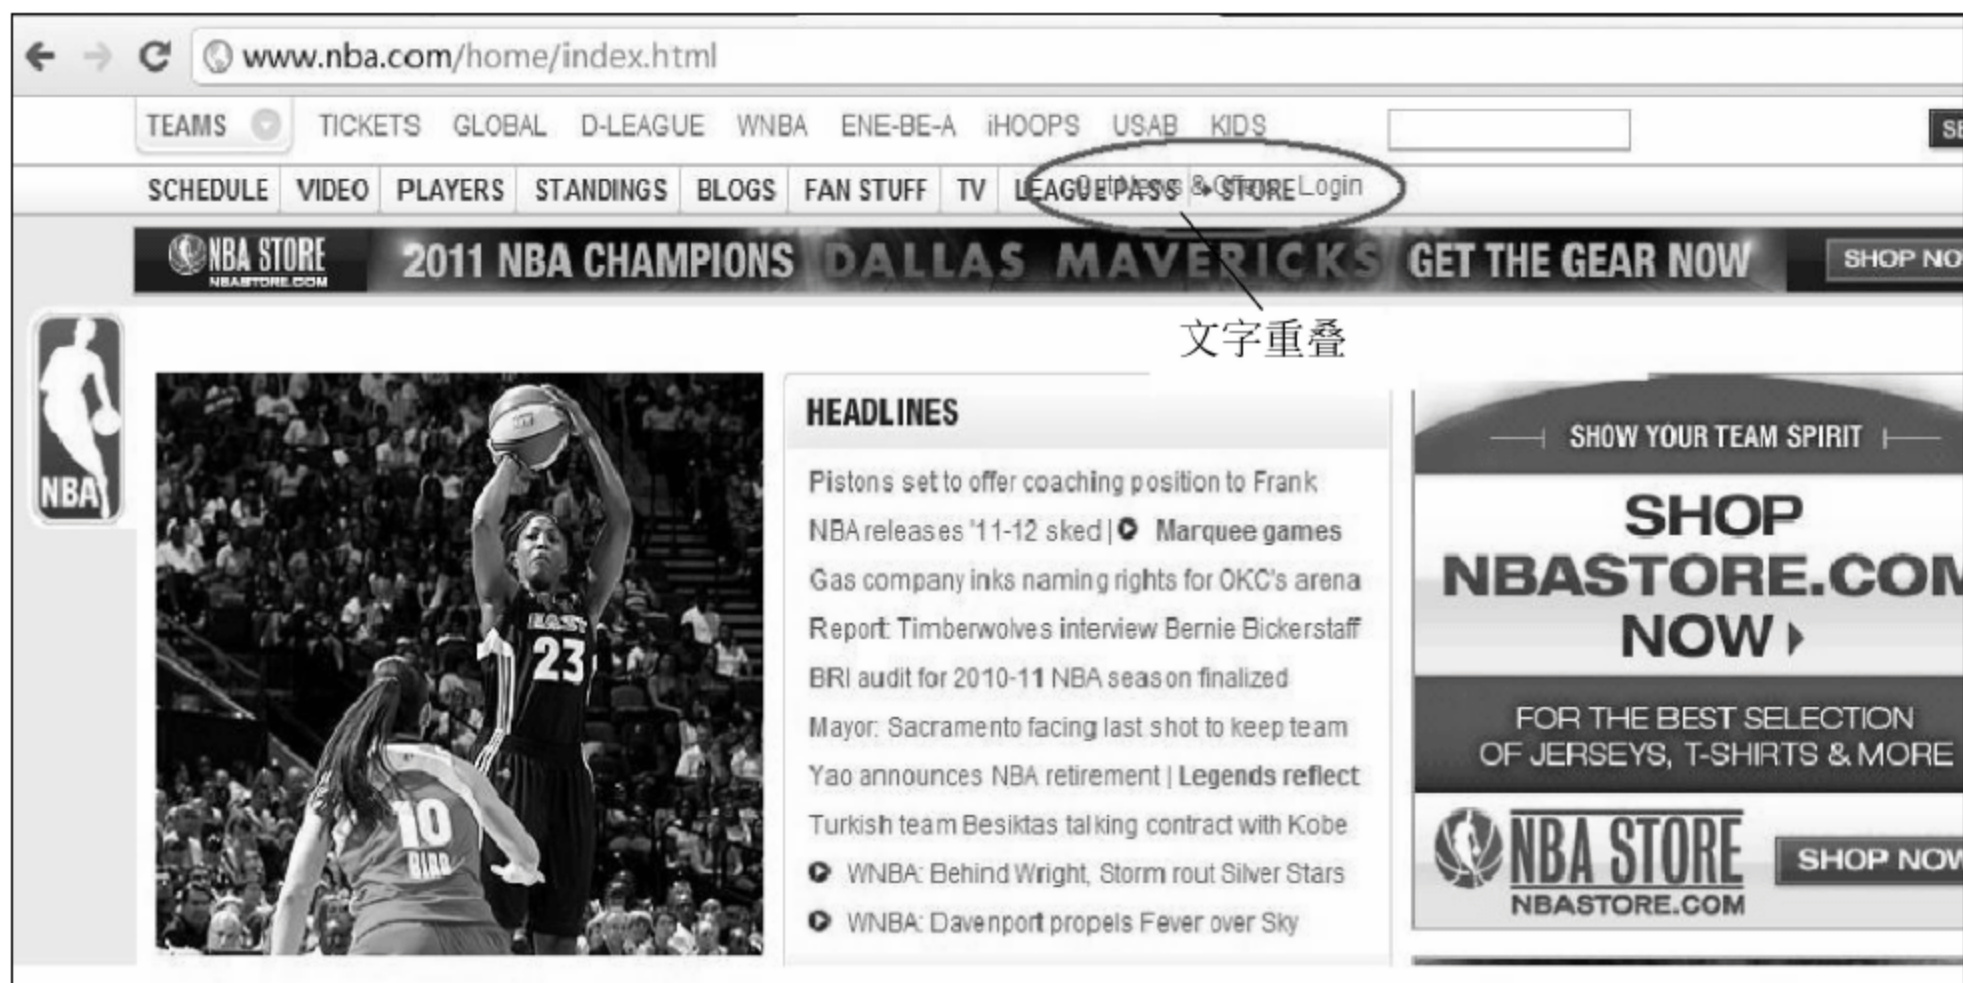 www.nba.com/home/index.html
TEAMS TICKETS GLOBAL D-LEAGUE WNBA ENE-BE-A iHOOPS USAB KIDS
SCHEDULE VIDEO PLAYERS STANDINGS BLOGS FAN STUFF TV LEAGUE PASS STORE Login
NBA STORE
NBASTORE.COM
2011 NBA CHAMPIONS DALLAS MAVERICKS GET THE GEAR NOW
SHOP NO
文字重叠
NBA
EAST
23
10
BIRD
HEADLINES
Pistons set to offer coaching position to Frank
NBA releases '11-12 sked | Marquee games
Gas company inks naming rights for OKC's arena
Report: Timberwolves interview Bernie Bickerstaff
BRI audit for 2010-11 NBA season finalized
Mayor: Sacramento facing last shot to keep team
Yao announces NBA retirement | Legends reflect
Turkish team Besiktas talking contract with Kobe
WNBA: Behind Wright, Storm rout Silver Stars
WNBA: Davenport propels Fever over Sky
SHOW YOUR TEAM SPIRIT
SHOP
NBASTORE.COM
NOW
FOR THE BEST SELECTION
OF JERSEYS, T-SHIRTS & MORE
NBA STORE
NBASTORE.COM
SHOP NOW